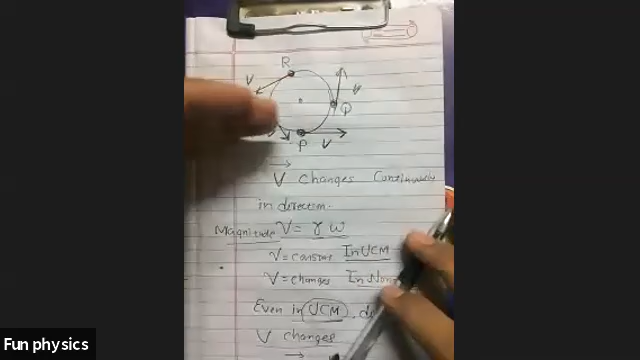 R
V
V
Q
P
V
V changes Continuously
in direction.
Magnitude V = r ω
V = constant In UCM
V = changes In Non
Even in UCM.
V changes
Fun physics